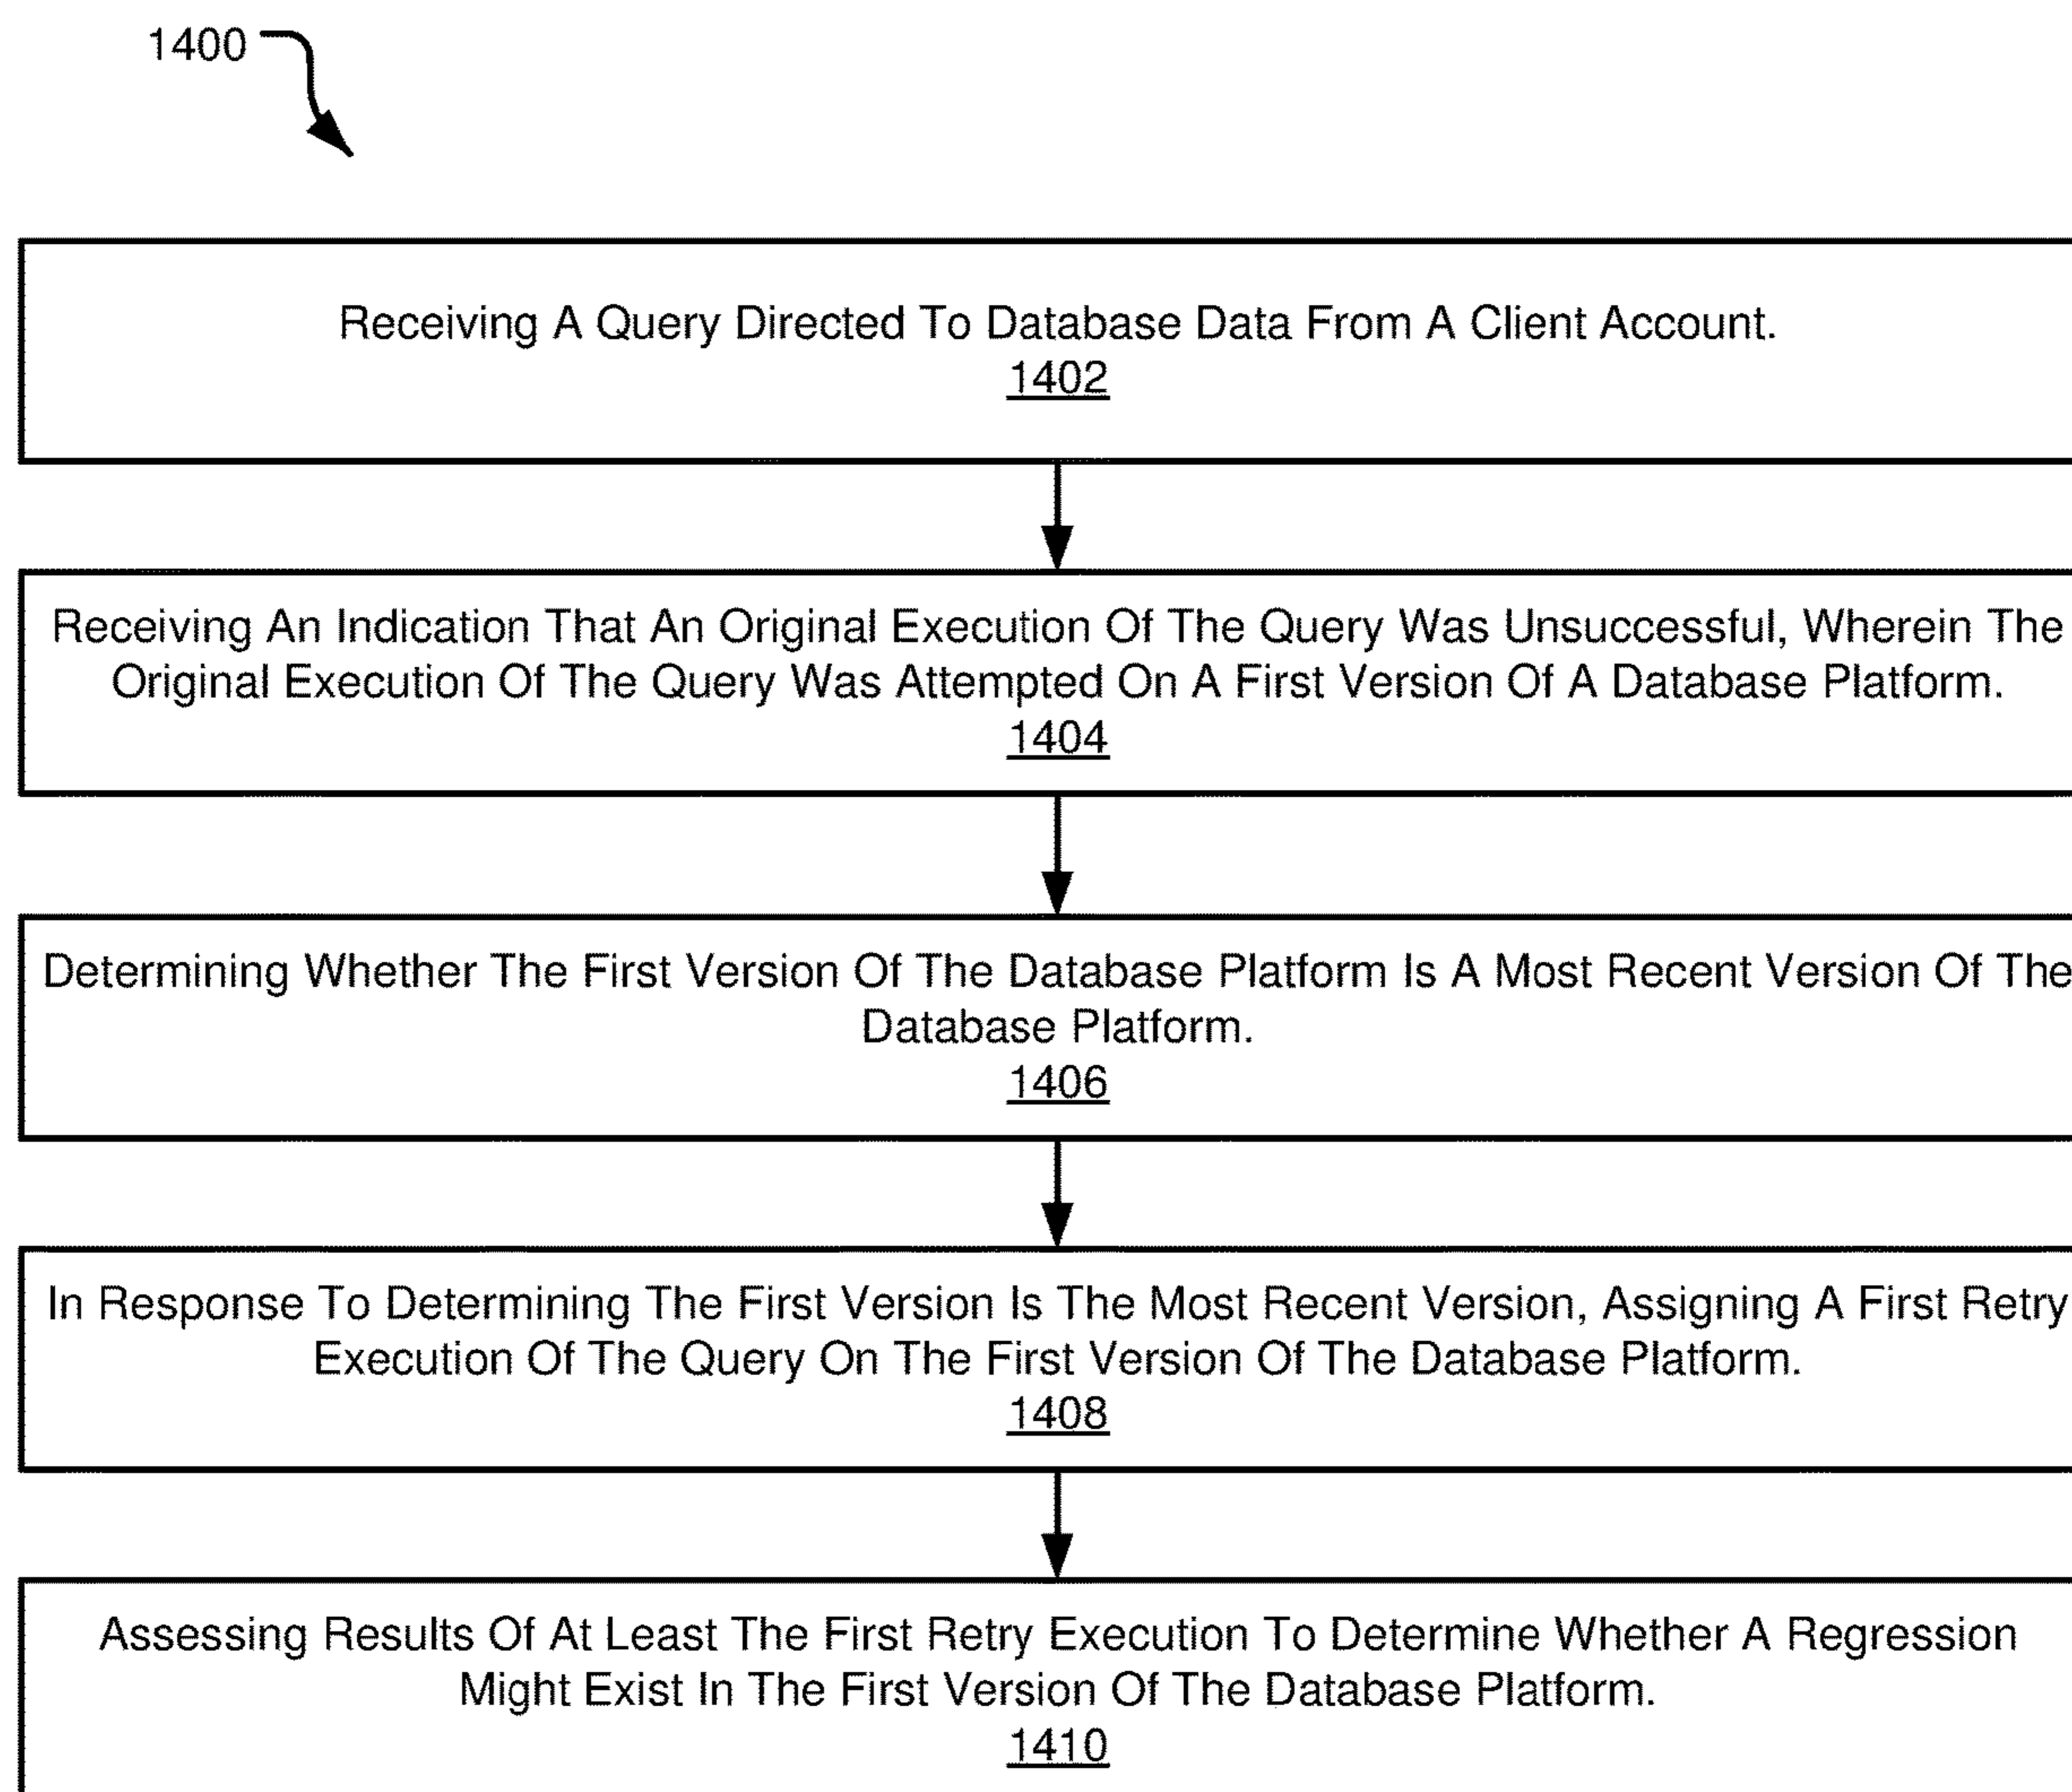 1400
Receiving A Query Directed To Database Data From A Client Account.
1402
Receiving An Indication That An Original Execution Of The Query Was Unsuccessful, Wherein The
Original Execution Of The Query Was Attempted On A First Version Of A Database Platform.
1404
Determining Whether The First Version Of The Database Platform Is A Most Recent Version Of The
Database Platform.
1406
In Response To Determining The First Version Is The Most Recent Version, Assigning A First Retry
Execution Of The Query On The First Version Of The Database Platform.
1408
Assessing Results Of At Least The First Retry Execution To Determine Whether A Regression
Might Exist In The First Version Of The Database Platform.
1410